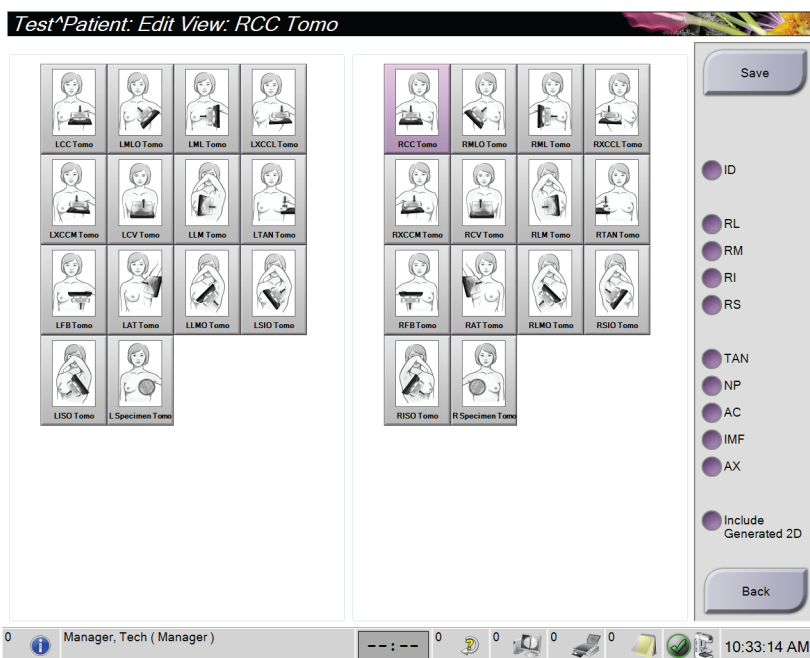 Test^Patient: Edit View: RCC Tomo
LCC Tomo LMLO Tomo LML Tomo LXCCL Tomo
LXCCM Tomo LCV Tomo LLM Tomo LTAN Tomo
LFB Tomo LAT Tomo LLMO Tomo LSIO Tomo
LISO Tomo L Specimen Tomo
RCC Tomo RMLO Tomo RML Tomo RXCCL Tomo
RXCCM Tomo RCV Tomo RLM Tomo RTAN Tomo
RFB Tomo RAT Tomo RLMO Tomo RSIO Tomo
RISO Tomo R Specimen Tomo
Save
ID
RL
RM
RI
RS
TAN
NP
AC
IMF
AX
Include
Generated 2D
Back
0 Manager, Tech ( Manager ) --:-- 0 0 0 0 10:33:14 AM